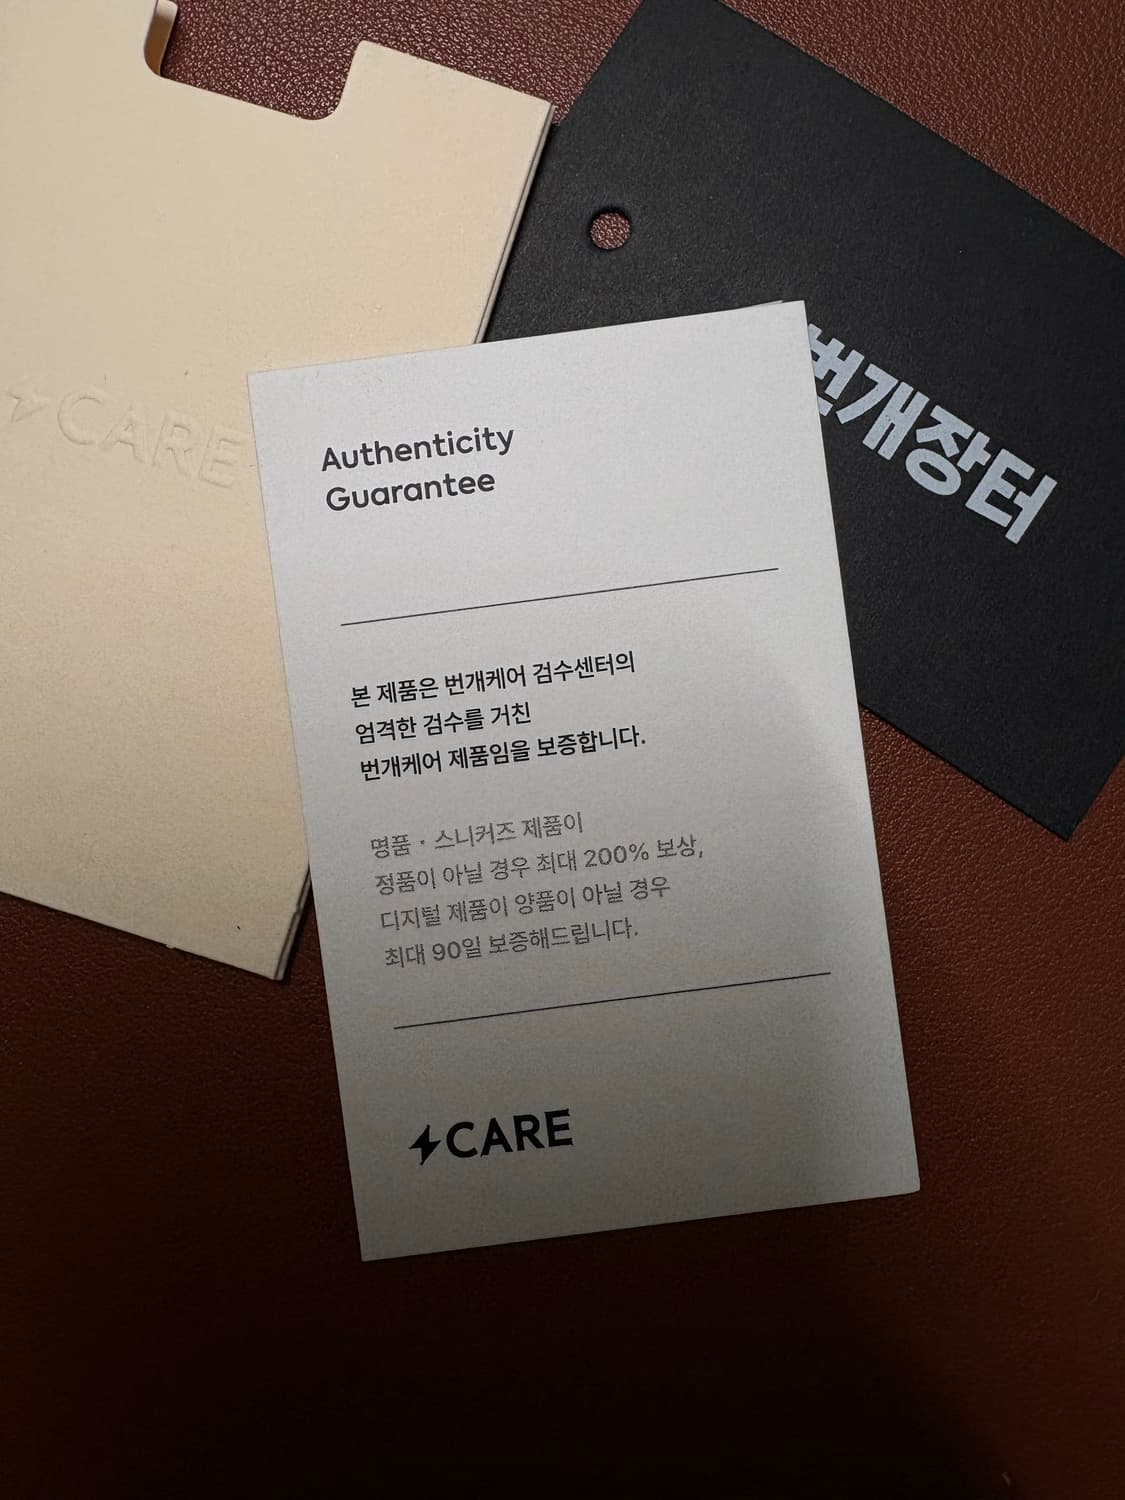 CARE
번개장터
Authenticity
Guarantee
본 제품은 번개케어 검수센터의
엄격한 검수를 거친
번개케어 제품임을 보증합니다.
명품 · 스니커즈 제품이
정품이 아닐 경우 최대 200% 보상,
디지털 제품이 양품이 아닐 경우
최대 90일 보증해드립니다.
CARE